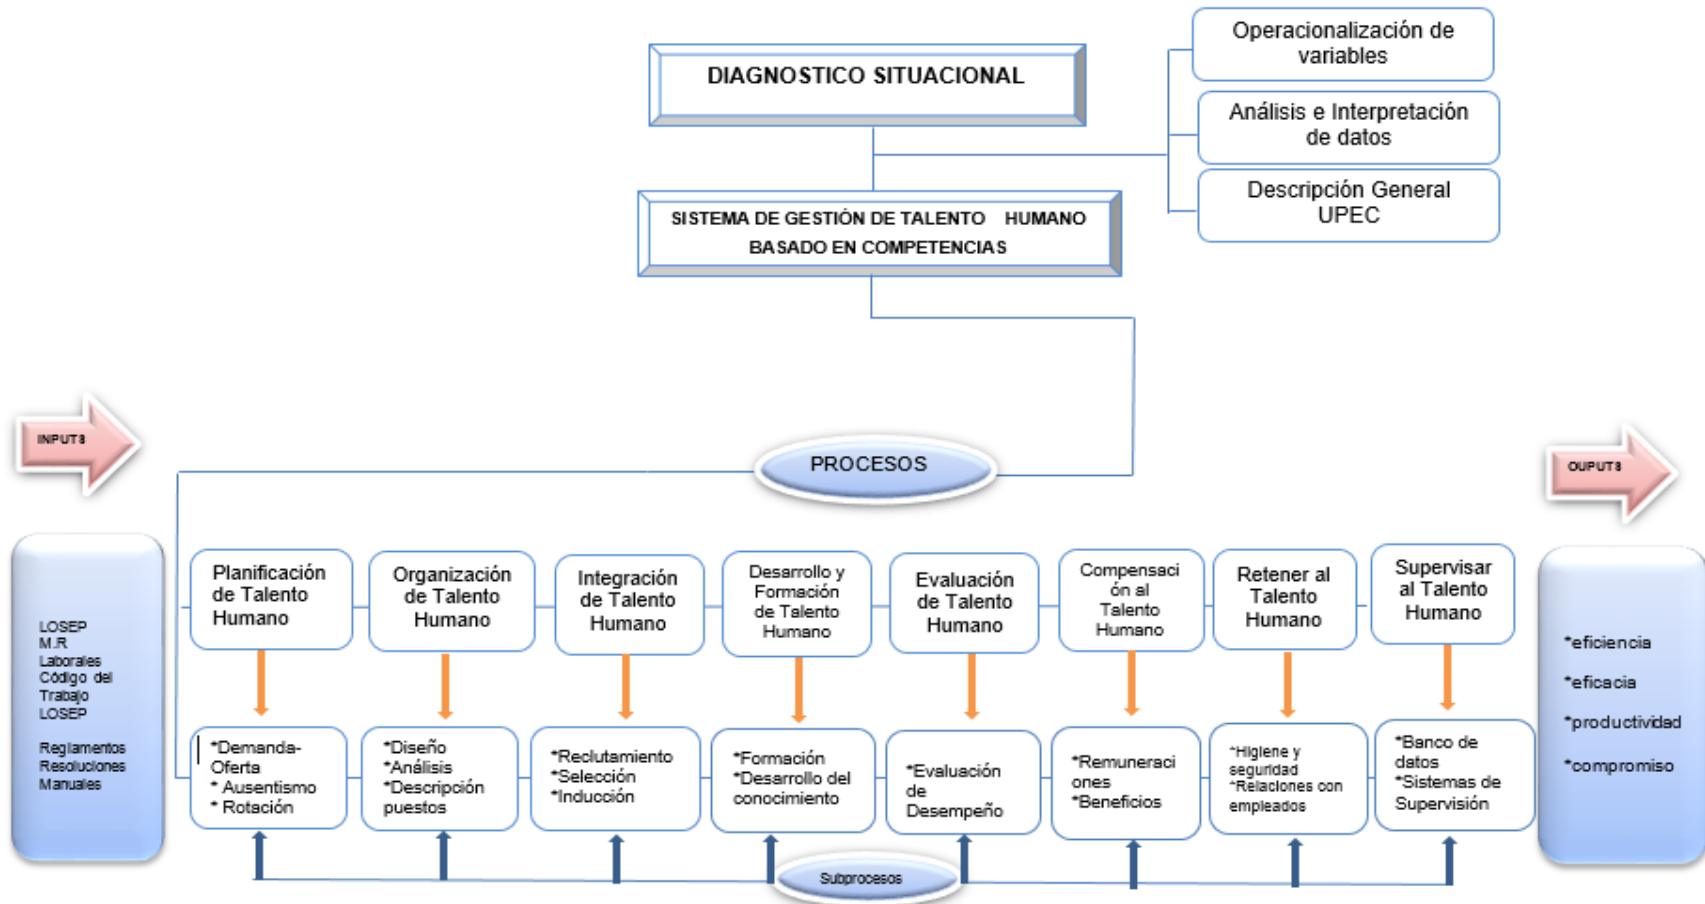 DIAGNOSTICO SITUACIONAL
Operacionalización de
variables
Análisis e Interpretación
de datos
Descripción General
UPEC
SISTEMA DE GESTIÓN DE TALENTO HUMANO
BASADO EN COMPETENCIAS
INPUTS
PROCESOS
OUPUTS
LOSEP
M.R
Laborales
Código del
Trabajo
LOSEP
Reglamentos
Resoluciones
Manuales
Planificación
de Talento
Humano
Organización
de Talento
Humano
Integración
de Talento
Humano
Desarrollo y
Formación
de Talento
Humano
Evaluación
de Talento
Humano
Compensaci
ón al
Talento
Humano
Retener al
Talento
Humano
Supervisar
al Talento
Humano
*Demanda-
Oferta
* Ausentismo
* Rotación
*Diseño
*Análisis
*Descripción
puestos
*Reclutamiento
*Selección
*Inducción
*Formación
*Desarrollo del
conocimiento
*Evaluación
de
Desempeño
*Remuneraci
ones
*Beneficios
*Higiene y
seguridad
*Relaciones con
empleados
*Banco de
datos
*Sistemas de
Supervisión
*eficiencia
*eficacia
*productividad
*compromiso
Subprocesos